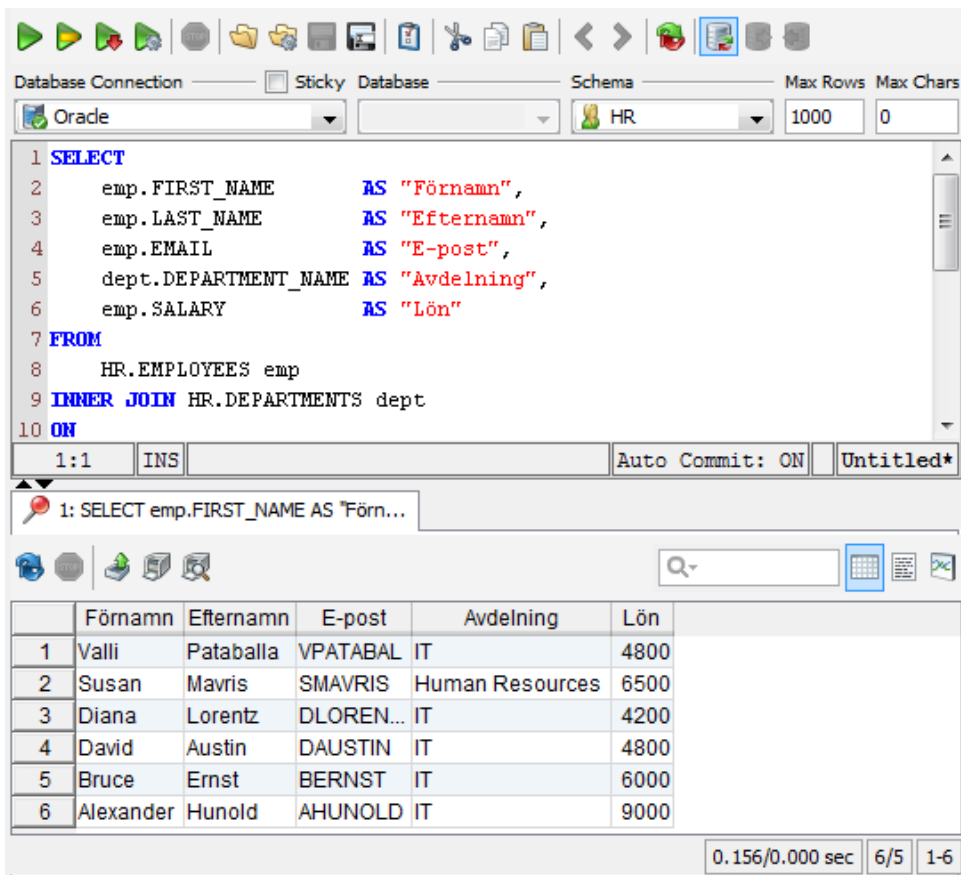 Database Connection Sticky Database Schema Max Rows Max Chars
Oracle HR 1000 0
1 SELECT
2 emp.FIRST_NAME AS "Förnamn",
3 emp.LAST_NAME AS "Efternamn",
4 emp.EMAIL AS "E-post",
5 dept.DEPARTMENT_NAME AS "Avdelning",
6 emp.SALARY AS "Lön"
7 FROM
8 HR.EMPLOYEES emp
9 INNER JOIN HR.DEPARTMENTS dept
10 ON
1:1 INS Auto Commit: ON Untitled*
1: SELECT emp.FIRST_NAME AS "Förn...
Förnamn Efternamn E-post Avdelning Lön
1 Valli Pataballa VPATABAL IT 4800
2 Susan Mavris SMAVRIS Human Resources 6500
3 Diana Lorentz DLOREN... IT 4200
4 David Austin DAUSTIN IT 4800
5 Bruce Ernst BERNST IT 6000
6 Alexander Hunold AHUNOLD IT 9000
0.156/0.000 sec 6/5 1-6